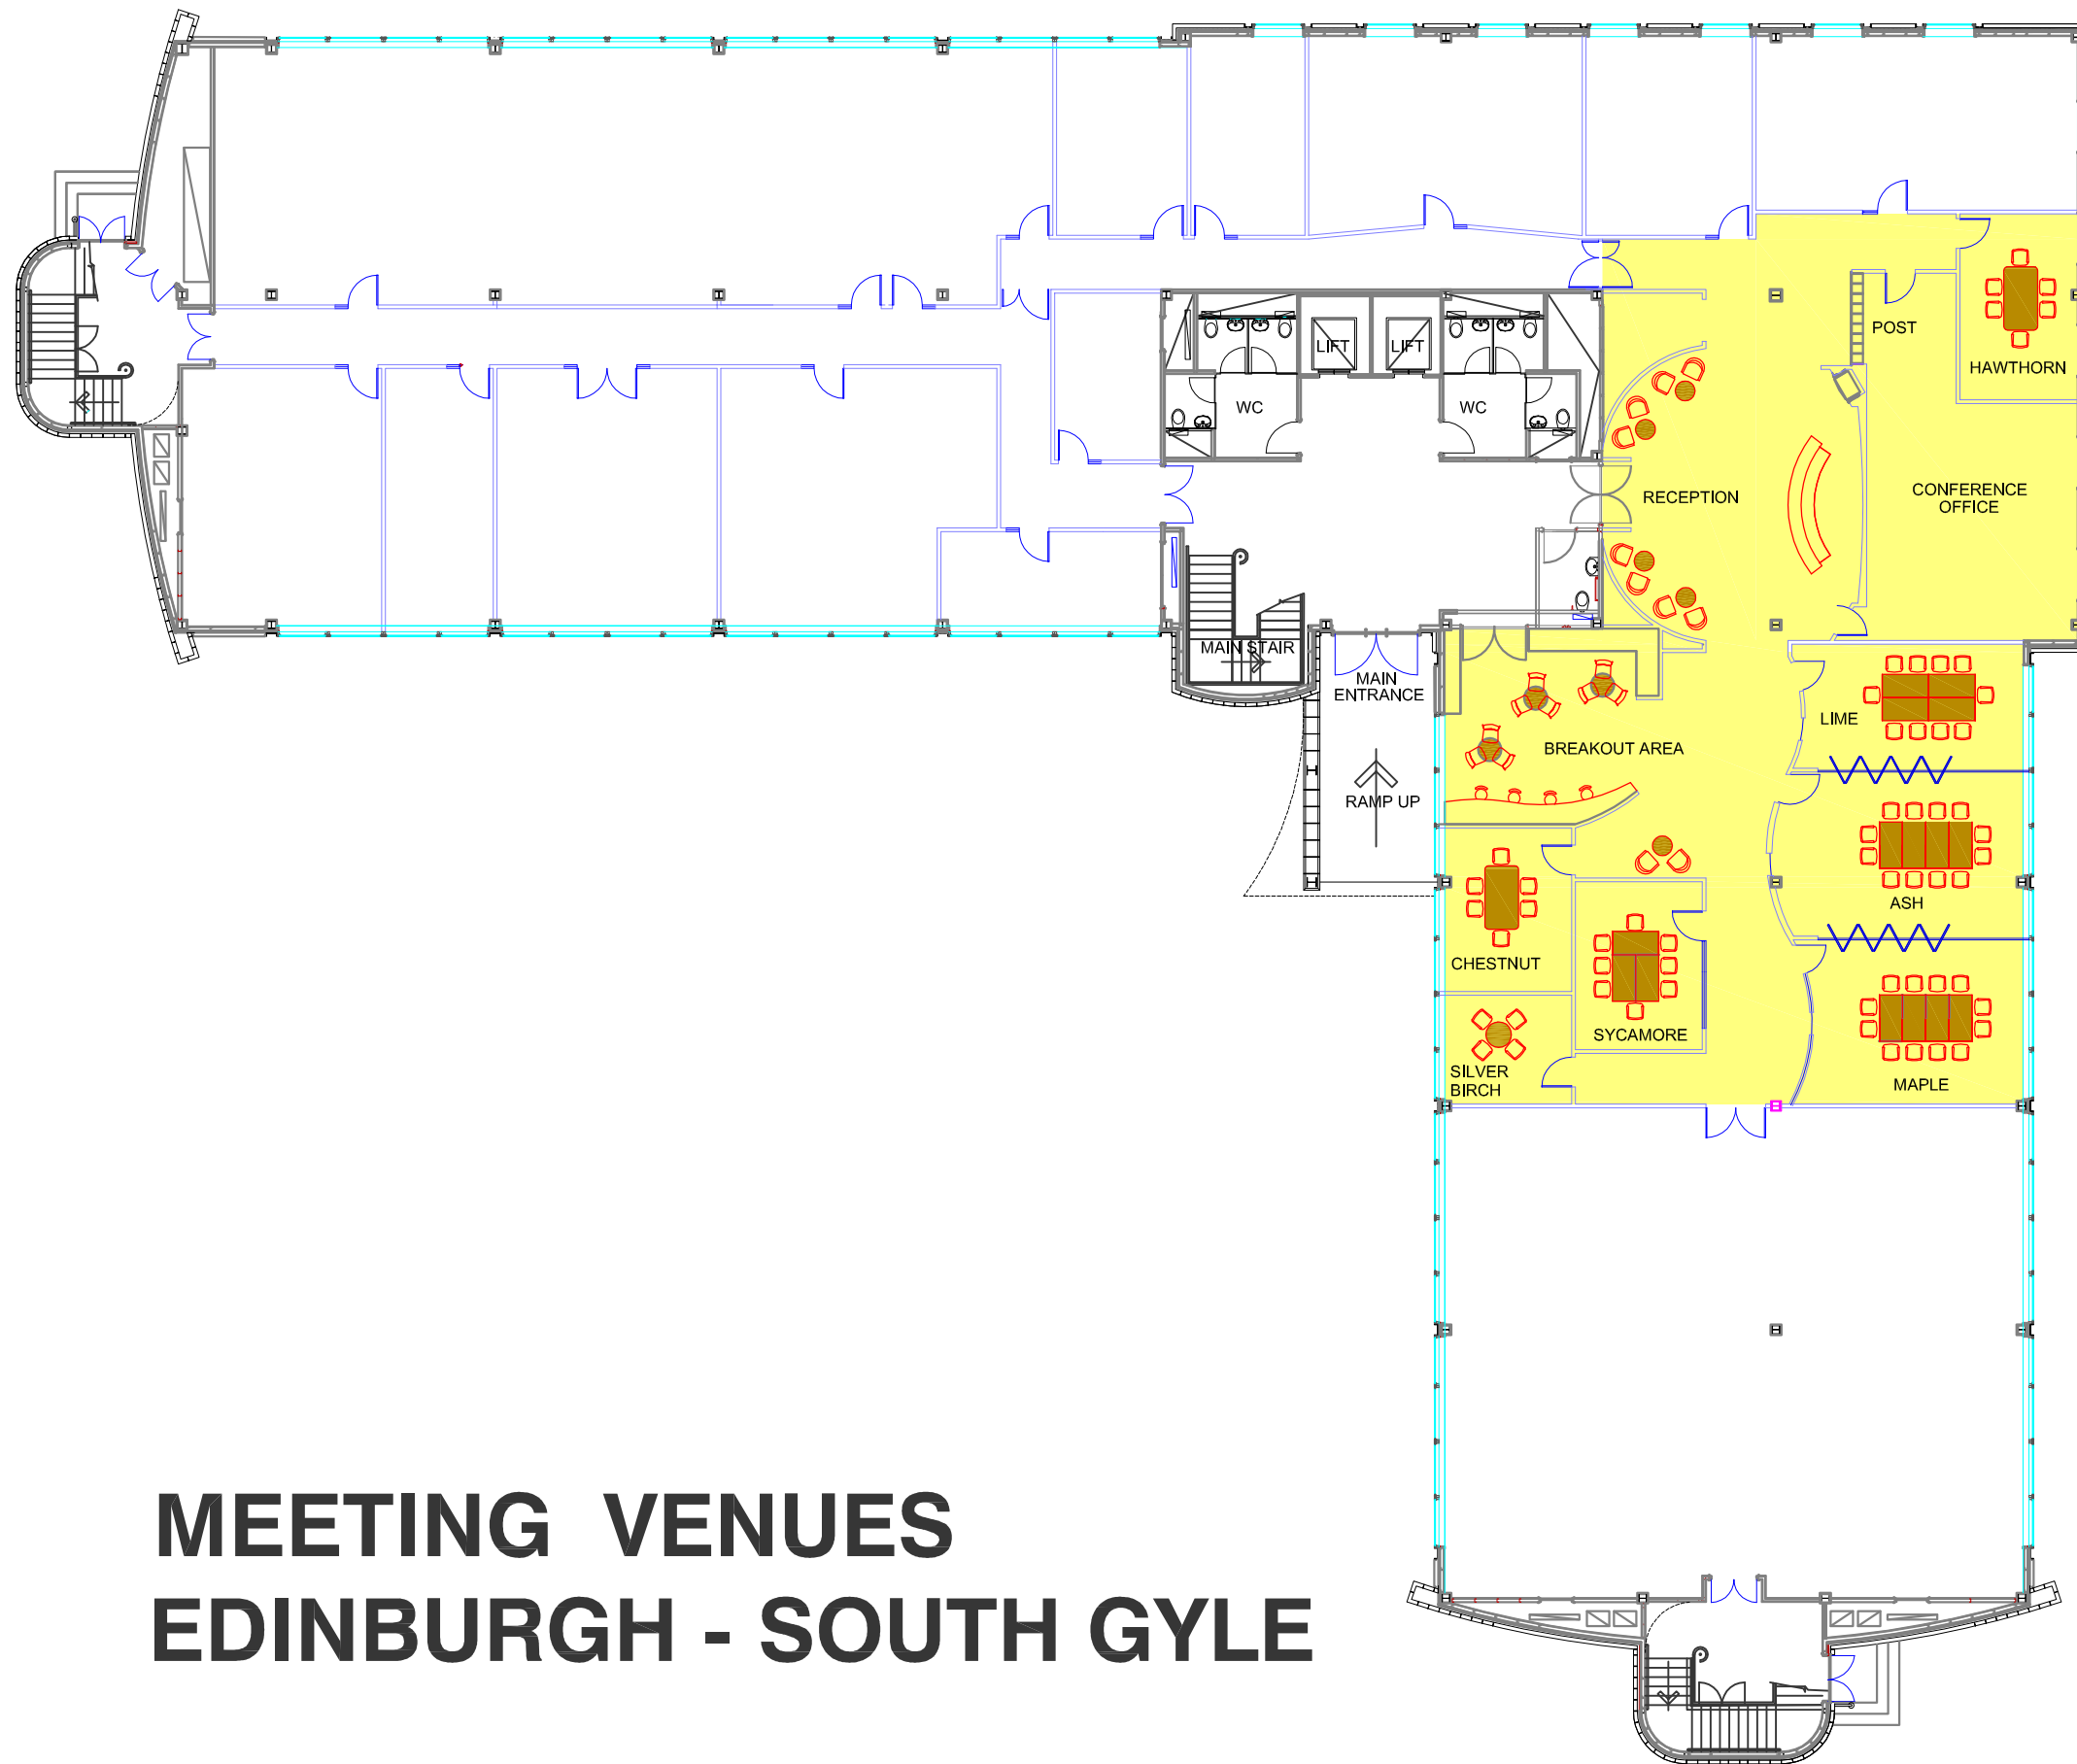 POST
HAWTHORN
LIFT
LIFT
WC
WC
RECEPTION
CONFERENCE
OFFICE
MAIN STAIR
MAIN
ENTRANCE
LIME
BREAKOUT AREA
RAMP UP
ASH
CHESTNUT
SYCAMORE
SILVER
BIRCH
MAPLE
MEETING VENUES
EDINBURGH - SOUTH GYLE